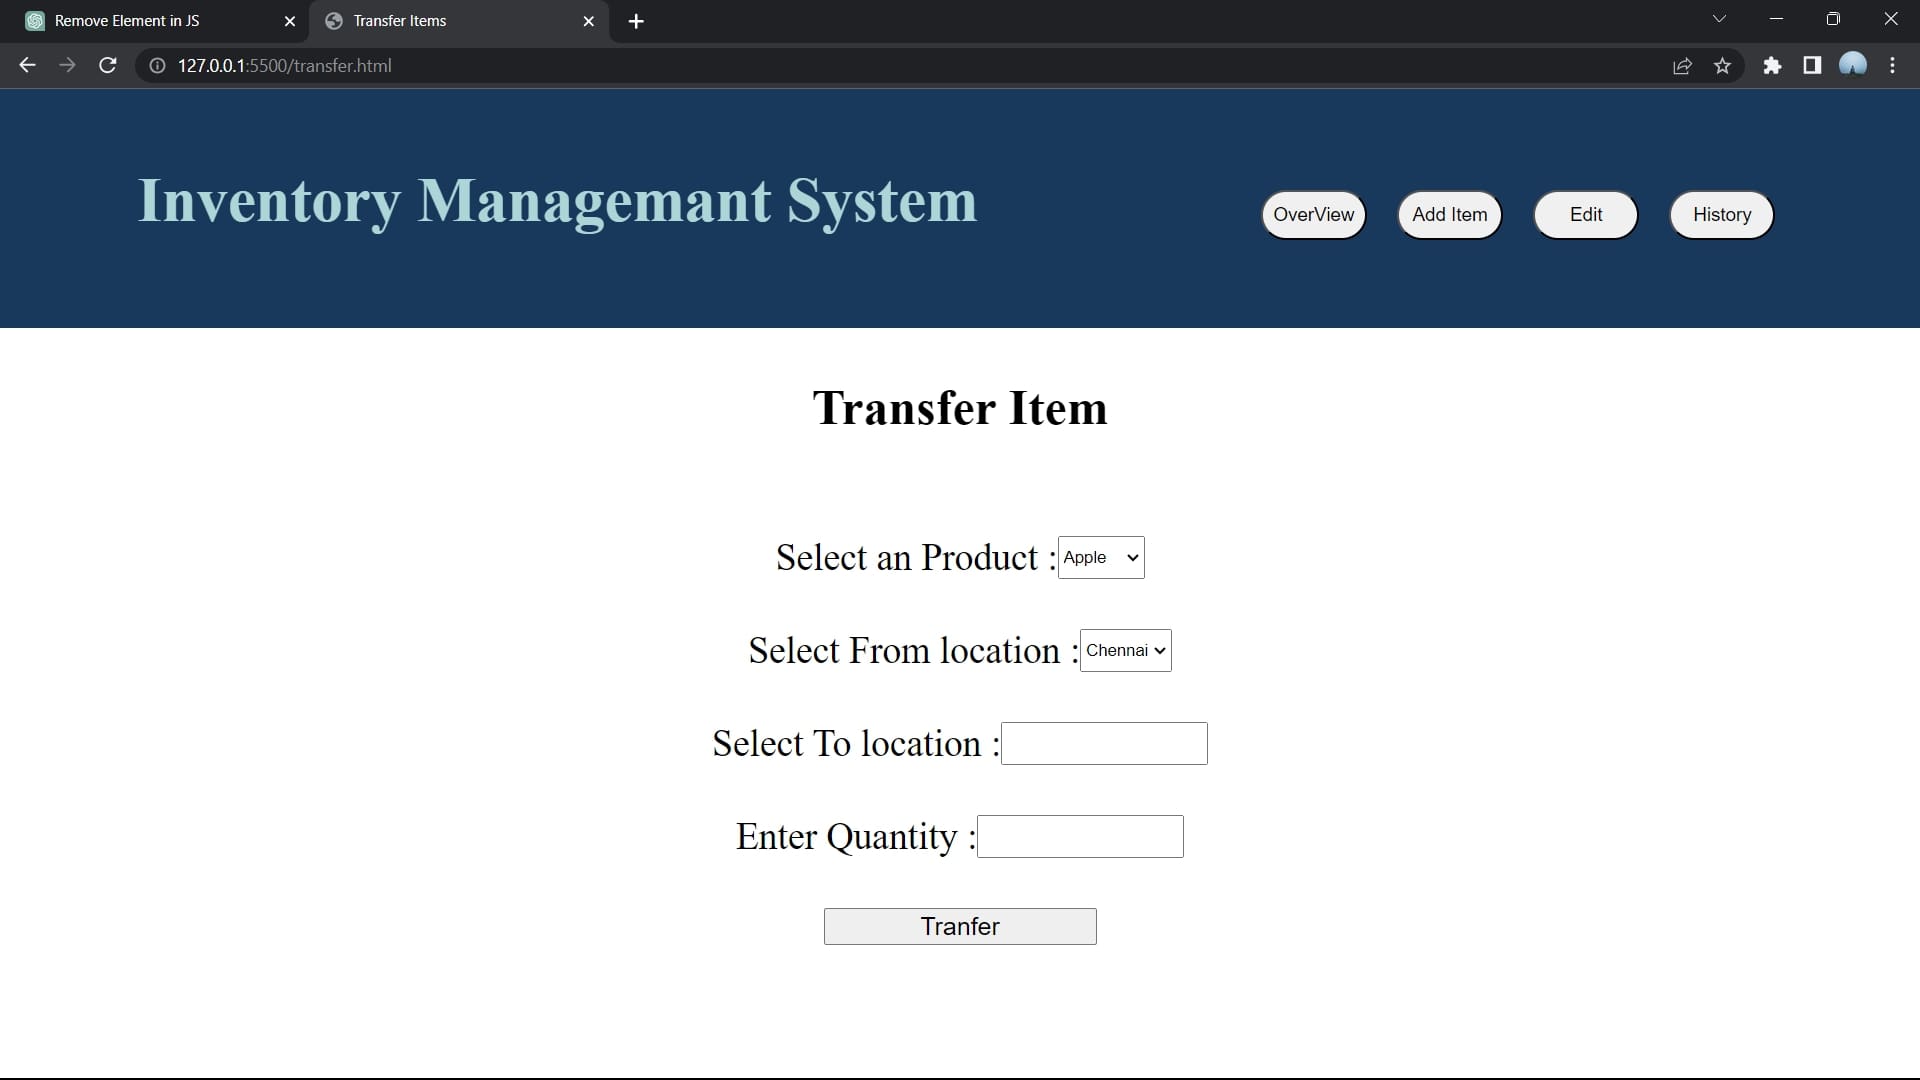 Remove Element in JS
Transfer Items
127.0.0.1:5500/transfer.html
Inventory Managemant System
OverView
Add Item
Edit
History
Transfer Item
Select an Product : Apple
Select From location : Chennai
Select To location :
Enter Quantity :
Tranfer